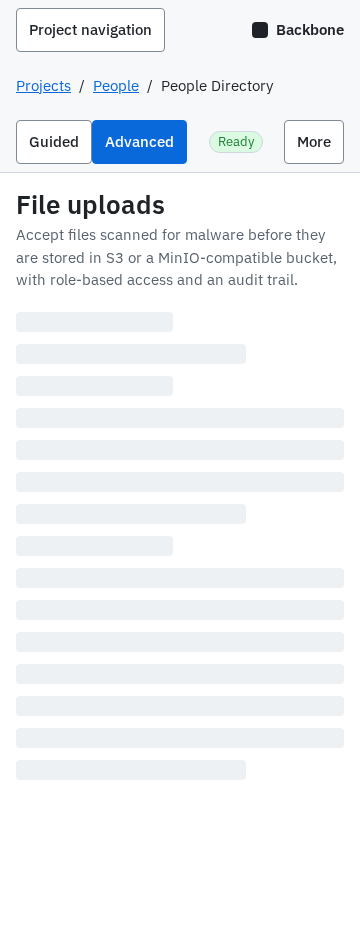 Project navigation
Backbone
Projects / People / People Directory
Guided
Advanced
Ready
More
File uploads
Accept files scanned for malware before they
are stored in S3 or a MinIO-compatible bucket,
with role-based access and an audit trail.